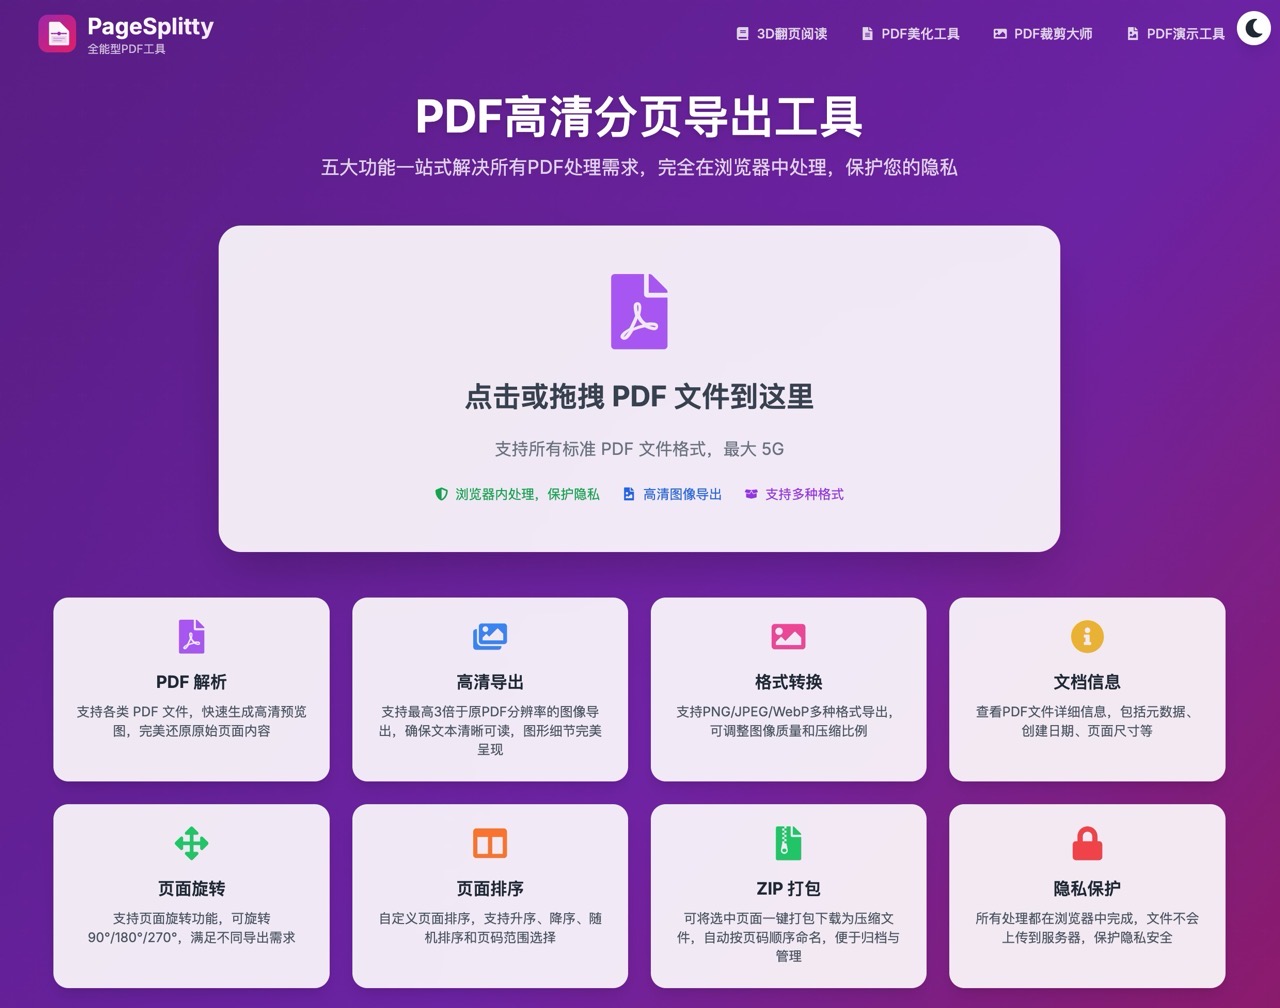 PageSplitty
全能型PDF工具
3D翻页阅读
PDF美化工具
PDF裁剪大师
PDF演示工具
PDF高清分页导出工具
五大功能一站式解决所有PDF处理需求，完全在浏览器中处理，保护您的隐私
点击或拖拽 PDF 文件到这里
支持所有标准 PDF 文件格式，最大 5G
浏览器内处理，保护隐私
高清图像导出
支持多种格式
PDF 解析
支持各类 PDF 文件，快速生成高清预览
图，完美还原原始页面内容
高清导出
支持最高3倍于原PDF分辨率的图像导
出，确保文本清晰可读，图形细节完美
呈现
格式转换
支持PNG/JPEG/WebP多种格式导出，
可调整图像质量和压缩比例
文档信息
查看PDF文件详细信息，包括元数据、
创建日期、页面尺寸等
页面旋转
支持页面旋转功能，可旋转
90°/180°/270°，满足不同导出需求
页面排序
自定义页面排序，支持升序、降序、随
机排序和页码范围选择
ZIP 打包
可将选中页面一键打包下载为压缩文
件，自动按页码顺序命名，便于归档与
管理
隐私保护
所有处理都在浏览器中完成，文件不会
上传到服务器，保护隐私安全